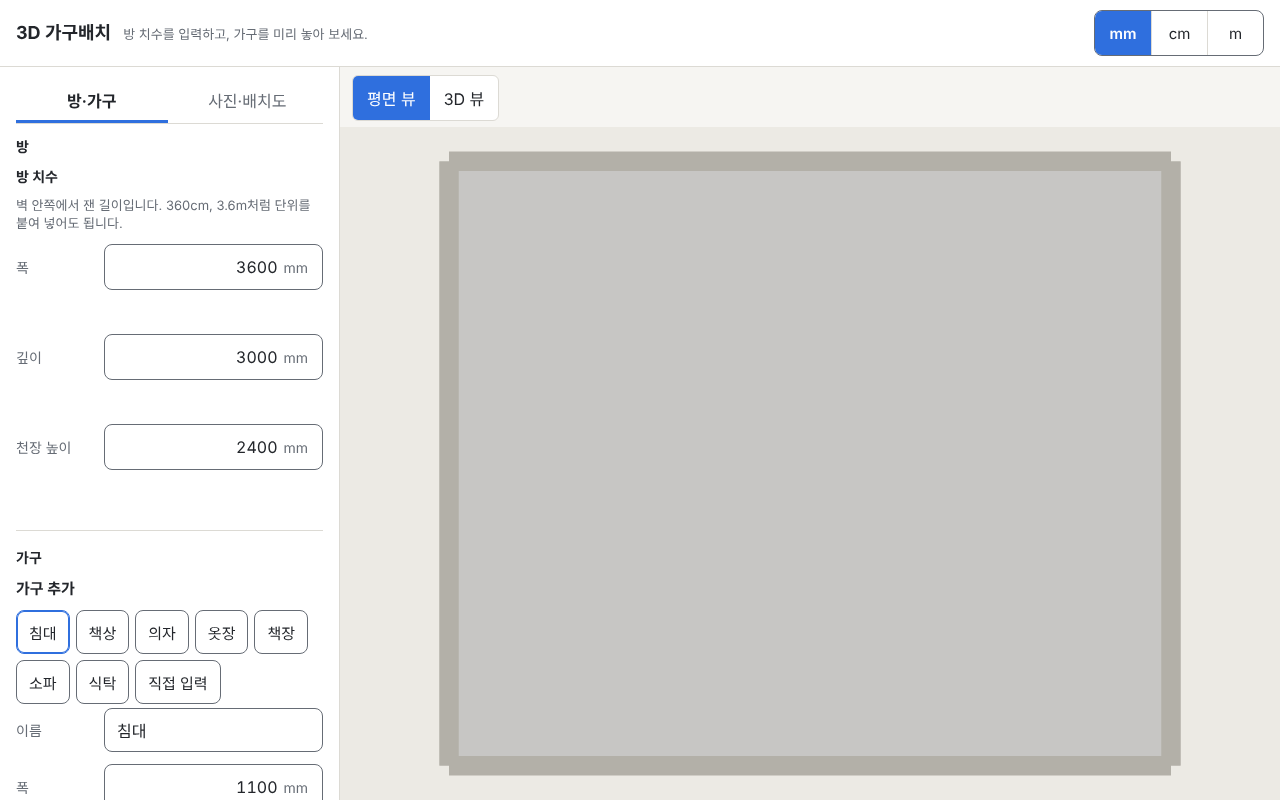 3D 가구배치 방 치수를 입력하고, 가구를 미리 놓아 보세요.
mm cm m
방·가구 사진·배치도
평면 뷰 3D 뷰
방
방 치수
벽 안쪽에서 잰 길이입니다. 360cm, 3.6m처럼 단위를
붙여 넣어도 됩니다.
폭 3600 mm
깊이 3000 mm
천장 높이 2400 mm
가구
가구 추가
침대 책상 의자 옷장 책장
소파 식탁 직접 입력
이름 침대
폭 1100 mm